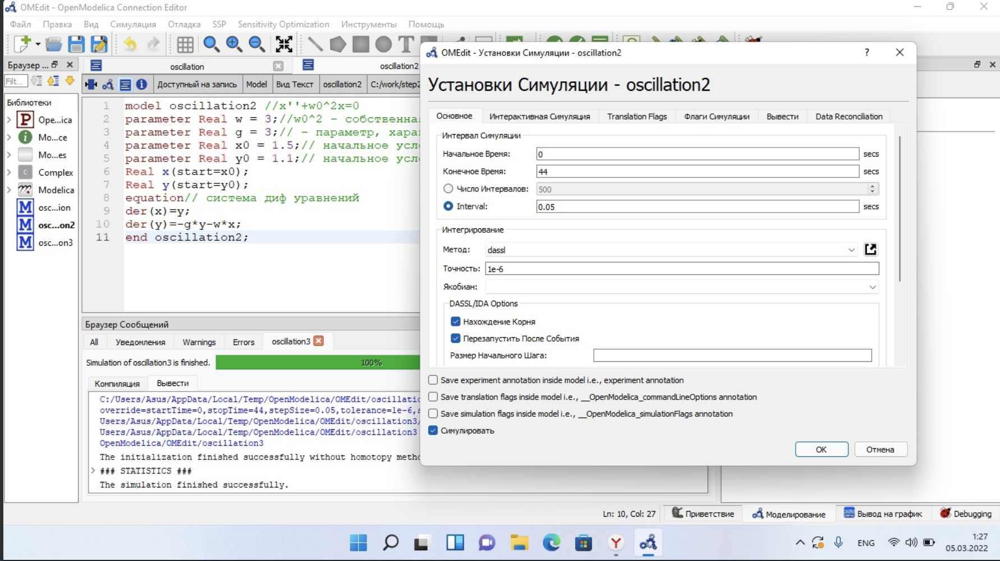 OMEdit - OpenModelica Connection Editor
Файл Правка Вид Симуляция Отладка SSP Sensitivity Optimization Инструменты Помощь
Браузер ...
oscillation
oscillation2
Filt...
Доступный на запись Model Вид Текст oscillation2 C:/work/step2
Библиотеки
Ope...ica
Mo...ce
Mo...es
Complex
Modelica
osc...ion
osc...on2
osc...on3
1 model oscillation2 //x''+w0^2x=0
2 parameter Real w = 3;//w0^2 - собственная
3 parameter Real g = 3;// - параметр, хара
4 parameter Real x0 = 1.5;// начальное усл
5 parameter Real y0 = 1.1;// начальное усл
6 Real x(start=x0);
7 Real y(start=y0);
8 equation// система диф уравнений
9 der(x)=y;
10 der(y)=-g*y-w*x;
11 end oscillation2;
Браузер Сообщений
All Уведомления Warnings Errors oscillation3
Simulation of oscillation3 is finished. 100%
Компиляция Вывести
C:/Users/Asus/AppData/Local/Temp/OpenModelica/OMEdit/oscillatio
override=startTime=0,stopTime=44,stepSize=0.05,tolerance=1e-6,s
Users/Asus/AppData/Local/Temp/OpenModelica/OMEdit/oscillation3/
Users/Asus/AppData/Local/Temp/OpenModelica/OMEdit/oscillation3
OpenModelica/OMEdit/oscillation3
The initialization finished successfully without homotopy metho
### STATISTICS ###
The simulation finished successfully.
OMEdit - Установки Симуляции - oscillation2
Установки Симуляции - oscillation2
Основное Интерактивная Симуляция Translation Flags Флаги Симуляции Вывести Data Reconciliation
Интервал Симуляции
Начальное Время: 0 secs
Конечное Время: 44 secs
Число Интервалов: 500
Interval: 0.05 secs
Интегрирование
Метод: dassl
Точность: 1e-6
Якобиан:
DASSL/IDA Options
Нахождение Корня
Перезапустить После События
Размер Начального Шага:
Save experiment annotation inside model i.e., experiment annotation
Save translation flags inside model i.e., __OpenModelica_commandLineOptions annotation
Save simulation flags inside model i.e., __OpenModelica_simulationFlags annotation
Симулировать
OK Отмена
Ln: 10, Col: 27 Приветствие Моделирование Вывод на график Debugging
ENG
1:27
05.03.2022